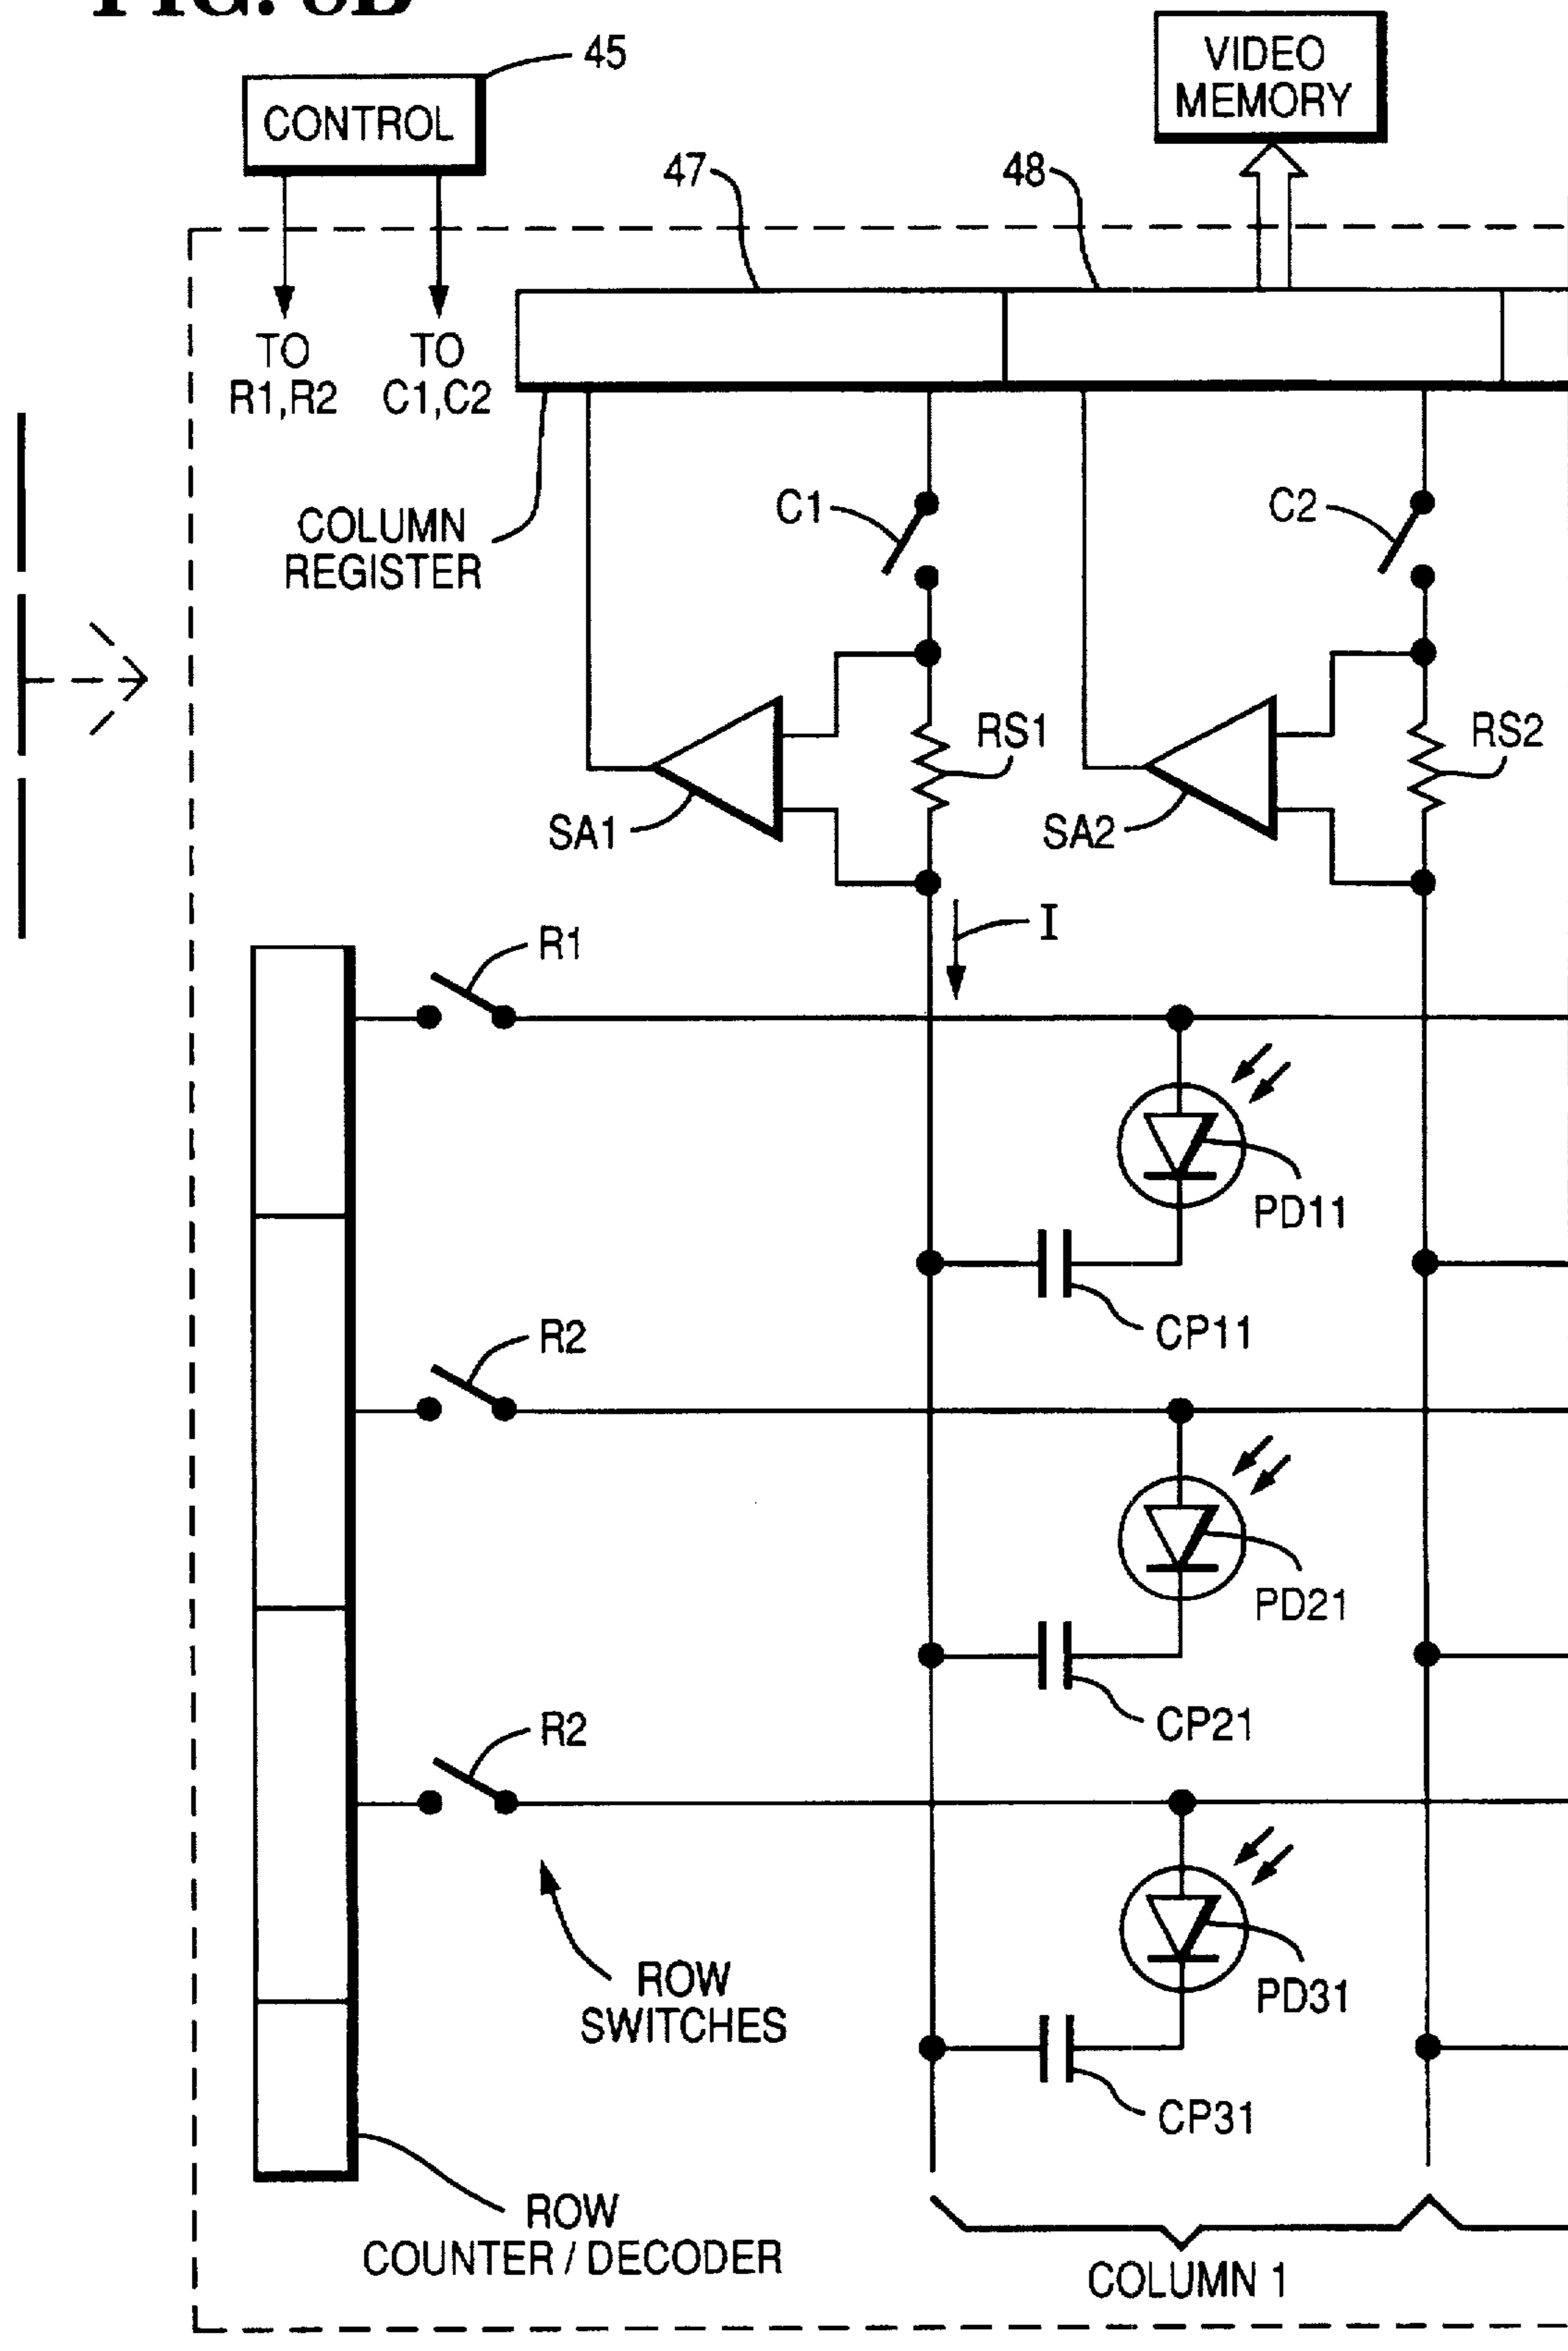 45
CONTROL
VIDEO
MEMORY
47
48
TO
R1,R2
TO
C1,C2
COLUMN
REGISTER
C1
C2
RS1
RS2
SA1
SA2
I
R1
PD11
CP11
R2
PD21
CP21
R2
PD31
CP31
ROW
SWITCHES
ROW
COUNTER / DECODER
COLUMN 1